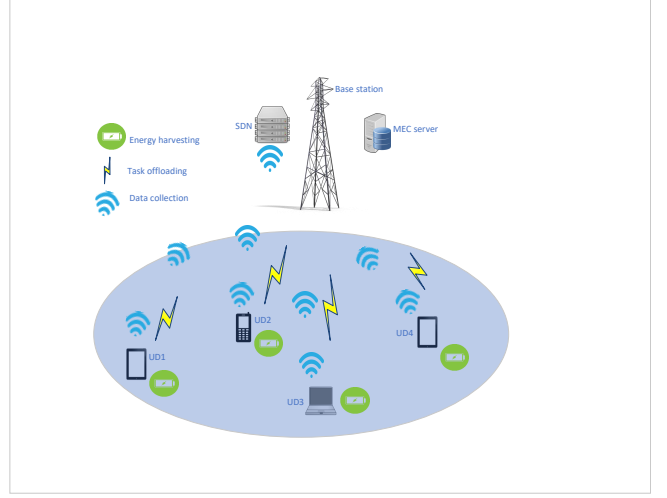 Base station
SDN
MEC server
Energy harvesting
Task offloading
Data collection
UD2
UD4
UD1
UD3